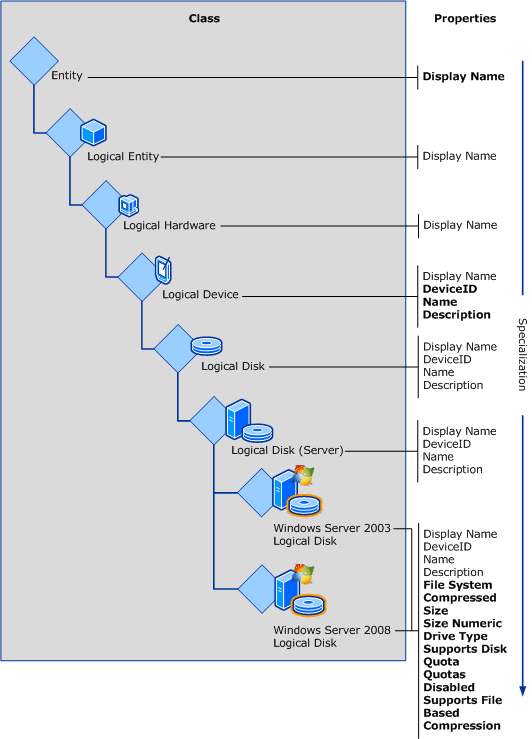 Class
Properties
Entity
Display Name
Logical Entity
Display Name
Logical Hardware
Display Name
Logical Device
Display Name
DeviceID
Name
Description
Specialization
Logical Disk
Display Name
DeviceID
Name
Description
Logical Disk (Server)
Display Name
DeviceID
Name
Description
Windows Server 2003
Logical Disk
Windows Server 2008
Logical Disk
Display Name
DeviceID
Name
Description
File System
Compressed
Size
Size Numeric
Drive Type
Supports Disk
Quota
Quotas
Disabled
Supports File
Based
Compression